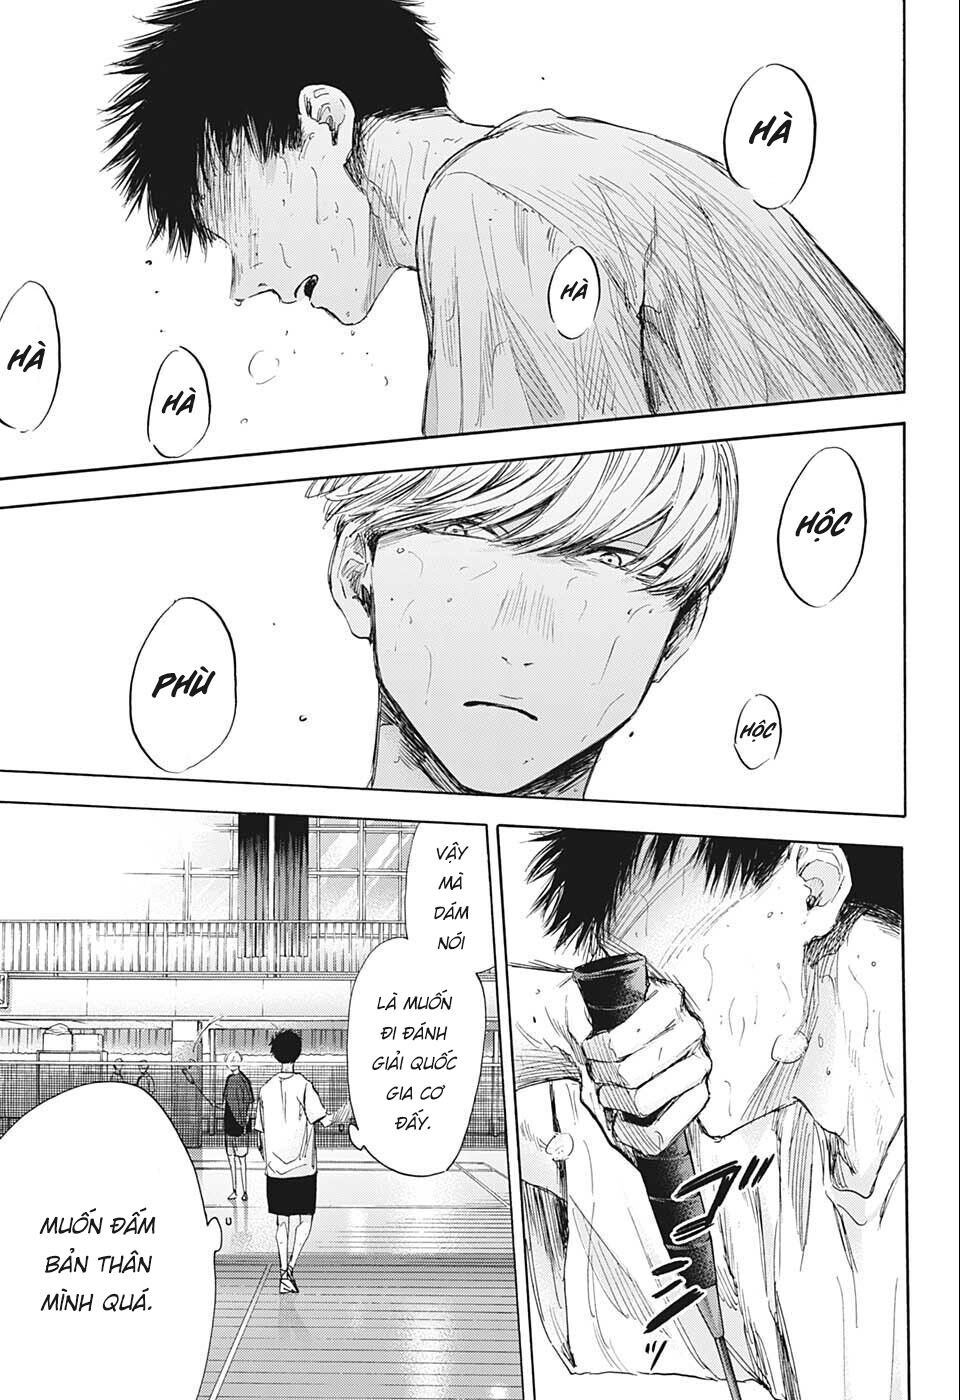 HÀ
HÀ
HÀ
HÀ
HỘC
PHÙ
HỘC
VẬY
MÀ
DÁM
NÓI
LÀ MUỐN
ĐI ĐÁNH
GIẢI QUỐC
GIA CƠ
ĐẤY.
MUỐN ĐẤM
BẢN THÂN
MÌNH QUÁ.